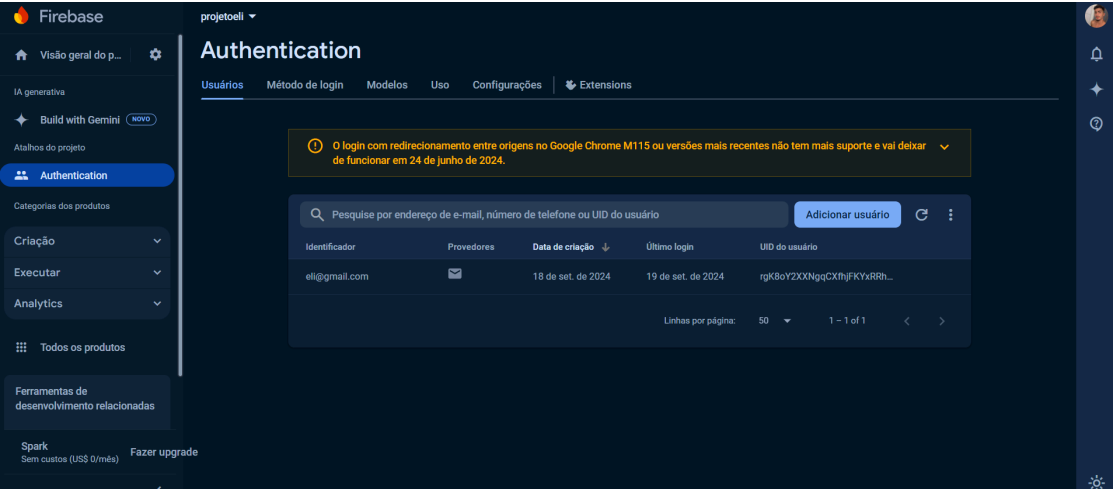 Firebase
Visão geral do p...
IA generativa
Build with Gemini NOVO
Atalhos do projeto
Authentication
Categorias dos produtos
Criação
Executar
Analytics
Todos os produtos
Ferramentas de
desenvolvimento relacionadas
Spark
Sem custos (US$ 0/mês)
Fazer upgrade
projetoeli
Authentication
Usuários Método de login Modelos Uso Configurações Extensions
O login com redirecionamento entre origens no Google Chrome M115 ou versões mais recentes não tem mais suporte e vai deixar
de funcionar em 24 de junho de 2024.
Pesquise por endereço de e-mail, número de telefone ou UID do usuário
Adicionar usuário
Identificador Provedores Data de criação Último login UID do usuário
eli@gmail.com 18 de set. de 2024 19 de set. de 2024 rgK8oY2XXNgqCXfhjFKYxRRh...
Linhas por página: 50 1 – 1 of 1